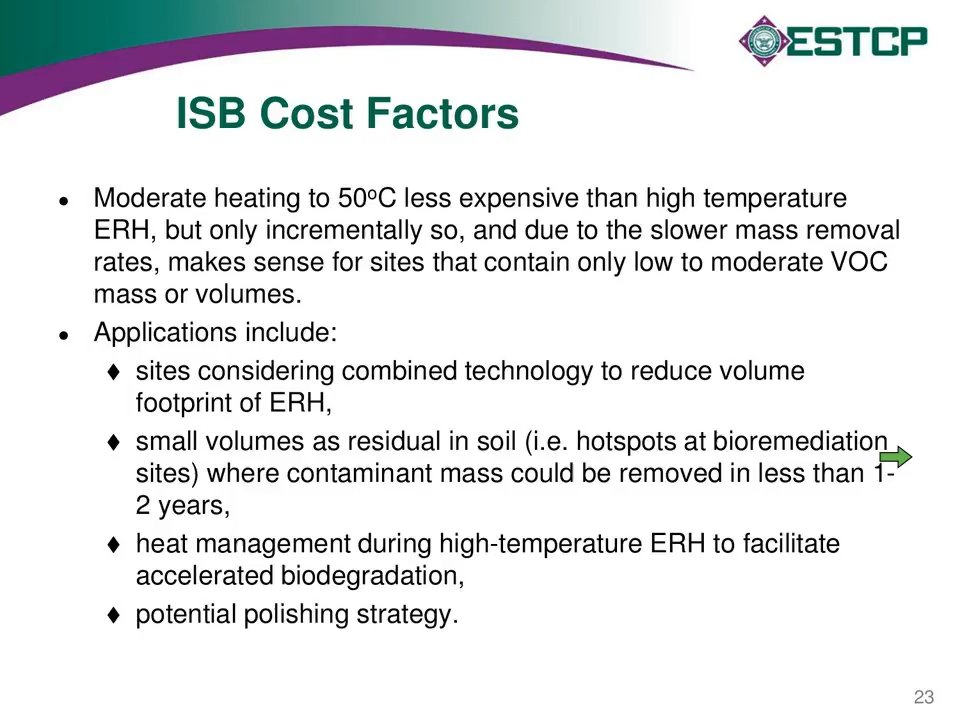 ESTCP
ISB Cost Factors
● Moderate heating to 50ºC less expensive than high temperature
ERH, but only incrementally so, and due to the slower mass removal
rates, makes sense for sites that contain only low to moderate VOC
mass or volumes.
● Applications include:
♦ sites considering combined technology to reduce volume
footprint of ERH,
♦ small volumes as residual in soil (i.e. hotspots at bioremediation
sites) where contaminant mass could be removed in less than 1-
2 years,
♦ heat management during high-temperature ERH to facilitate
accelerated biodegradation,
♦ potential polishing strategy.
23